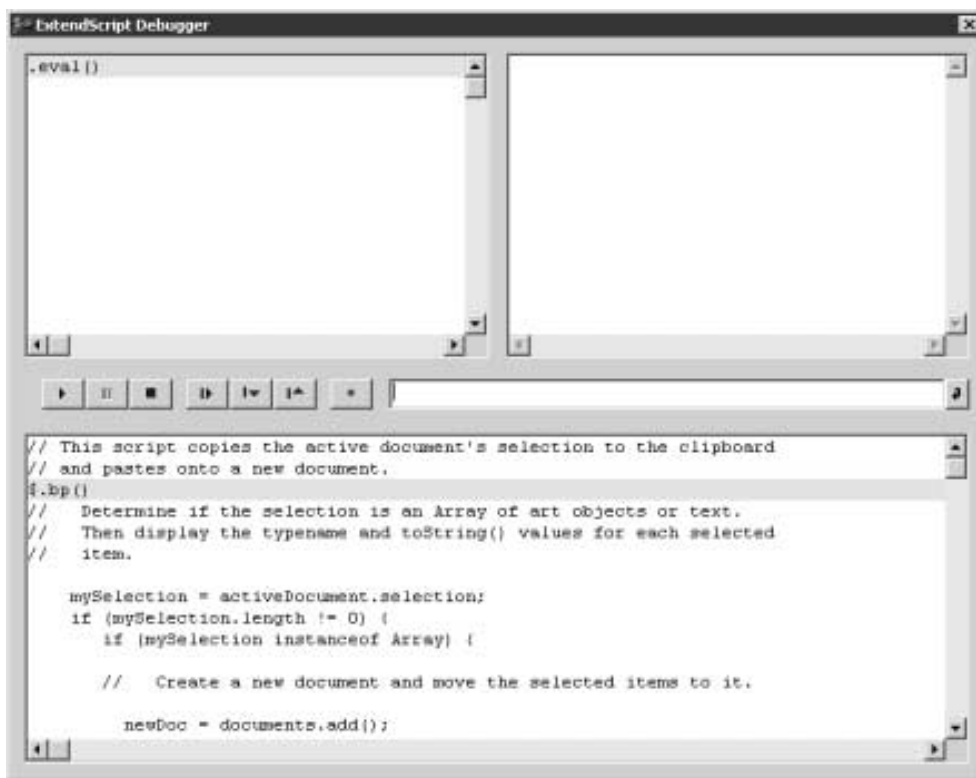 ExtendScript Debugger
.eval()
// This script copies the active document's selection to the clipboard
// and pastes onto a new document.
$.bp()
//   Determine if the selection is an Array of art objects or text.
//   Then display the typename and toString() values for each selected
//   item.
mySelection = activeDocument.selection;
if (mySelection.length != 0) {
if (mySelection instanceof Array) {
//   Create a new document and move the selected items to it.
newDoc = documents.add();